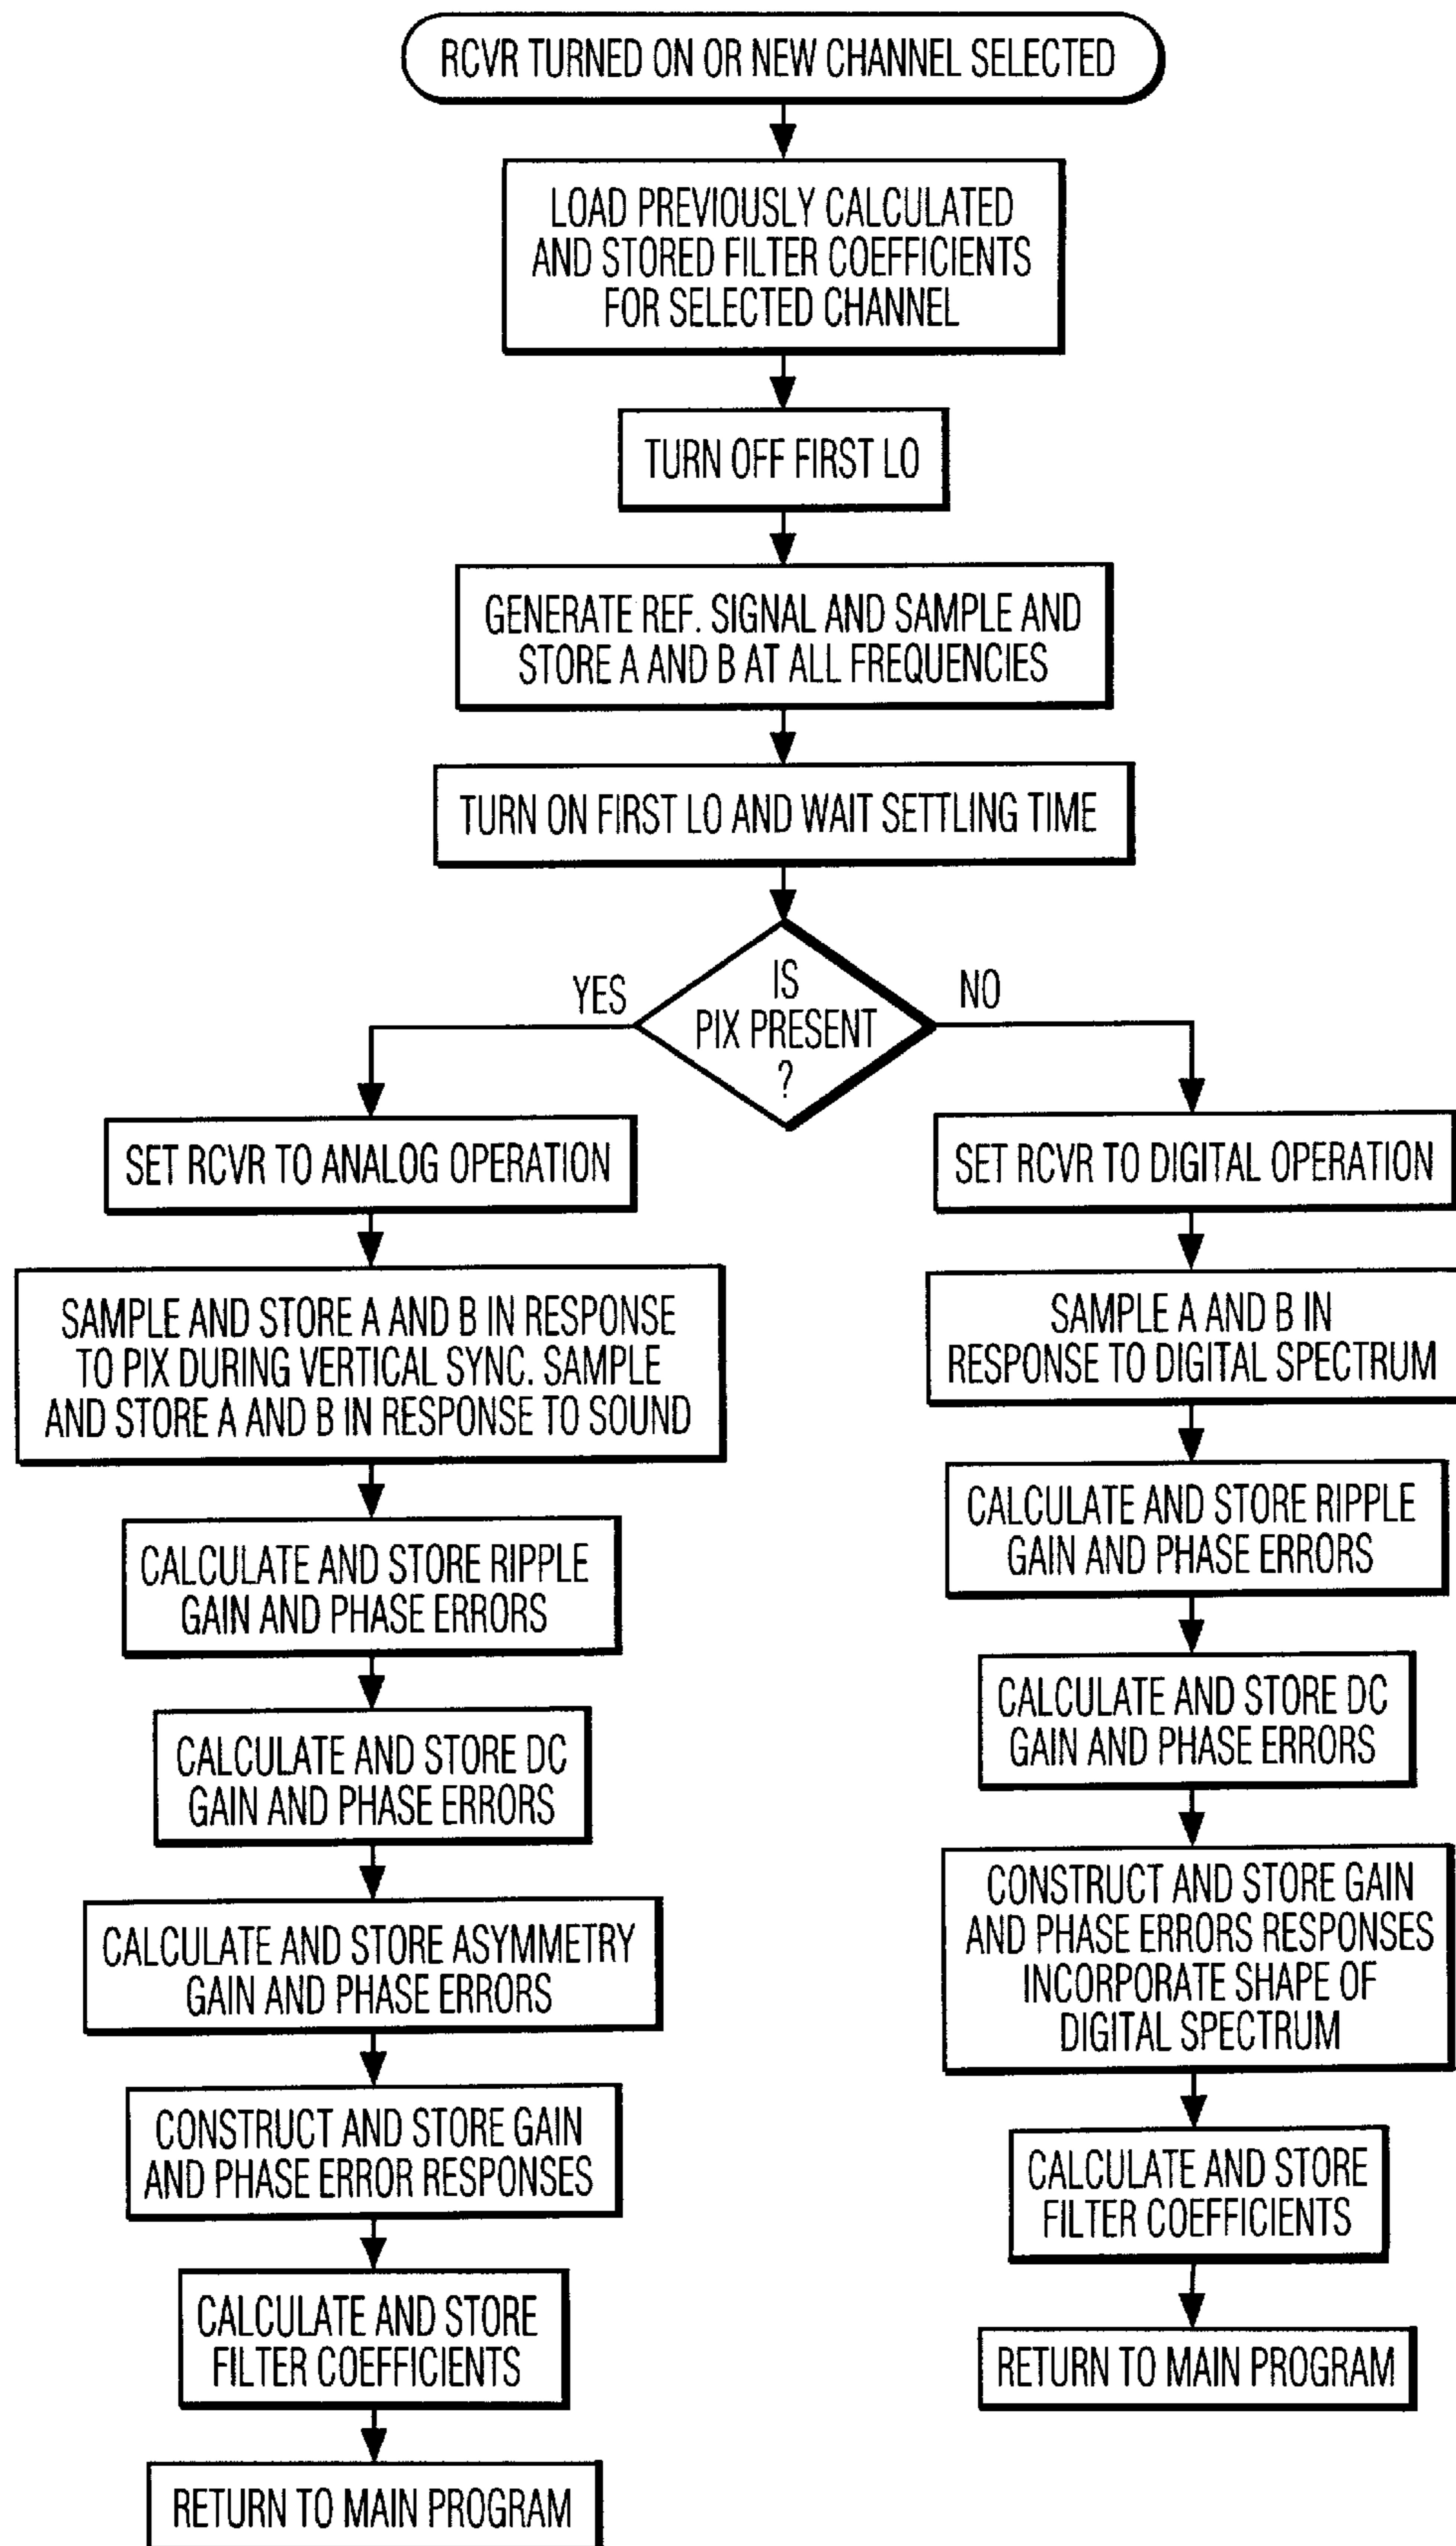 RCVR TURNED ON OR NEW CHANNEL SELECTED
LOAD PREVIOUSLY CALCULATED
AND STORED FILTER COEFFICIENTS
FOR SELECTED CHANNEL
TURN OFF FIRST LO
GENERATE REF. SIGNAL AND SAMPLE AND
STORE A AND B AT ALL FREQUENCIES
TURN ON FIRST LO AND WAIT SETTLING TIME
IS
PIX PRESENT
?
YES
NO
SET RCVR TO ANALOG OPERATION
SAMPLE AND STORE A AND B IN RESPONSE
TO PIX DURING VERTICAL SYNC. SAMPLE
AND STORE A AND B IN RESPONSE TO SOUND
CALCULATE AND STORE RIPPLE
GAIN AND PHASE ERRORS
CALCULATE AND STORE DC
GAIN AND PHASE ERRORS
CALCULATE AND STORE ASYMMETRY
GAIN AND PHASE ERRORS
CONSTRUCT AND STORE GAIN
AND PHASE ERROR RESPONSES
CALCULATE AND STORE
FILTER COEFFICIENTS
RETURN TO MAIN PROGRAM
SET RCVR TO DIGITAL OPERATION
SAMPLE A AND B IN
RESPONSE TO DIGITAL SPECTRUM
CALCULATE AND STORE RIPPLE
GAIN AND PHASE ERRORS
CALCULATE AND STORE DC
GAIN AND PHASE ERRORS
CONSTRUCT AND STORE GAIN
AND PHASE ERRORS RESPONSES
INCORPORATE SHAPE OF
DIGITAL SPECTRUM
CALCULATE AND STORE
FILTER COEFFICIENTS
RETURN TO MAIN PROGRAM